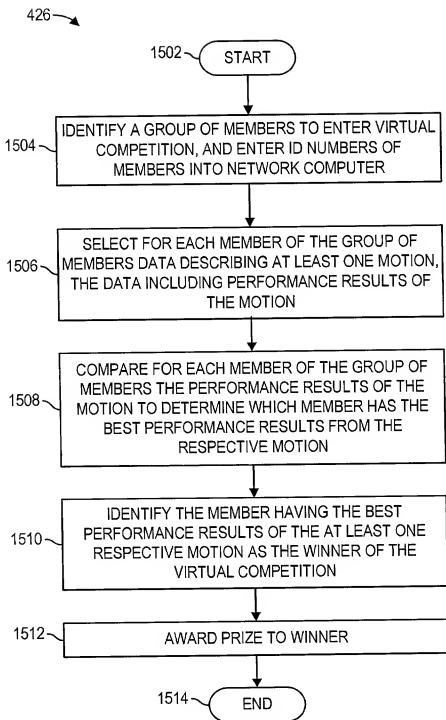 426
1502
START
1504
IDENTIFY A GROUP OF MEMBERS TO ENTER VIRTUAL
COMPETITION, AND ENTER ID NUMBERS OF
MEMBERS INTO NETWORK COMPUTER
1506
SELECT FOR EACH MEMBER OF THE GROUP OF
MEMBERS DATA DESCRIBING AT LEAST ONE MOTION,
THE DATA INCLUDING PERFORMANCE RESULTS OF
THE MOTION
1508
COMPARE FOR EACH MEMBER OF THE GROUP OF
MEMBERS THE PERFORMANCE RESULTS OF THE
MOTION TO DETERMINE WHICH MEMBER HAS THE
BEST PERFORMANCE RESULTS FROM THE
RESPECTIVE MOTION
1510
IDENTIFY THE MEMBER HAVING THE BEST
PERFORMANCE RESULTS OF THE AT LEAST ONE
RESPECTIVE MOTION AS THE WINNER OF THE
VIRTUAL COMPETITION
1512
AWARD PRIZE TO WINNER
1514
END